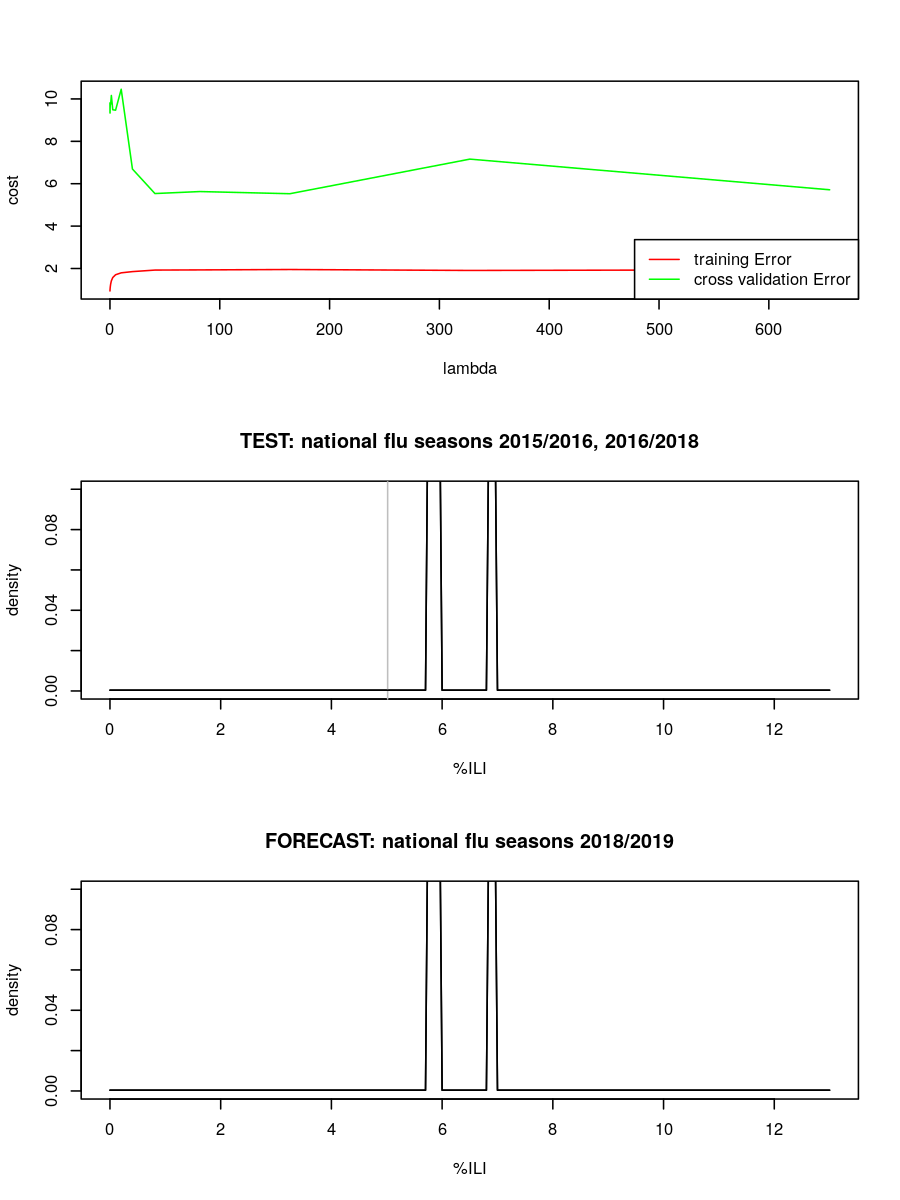 10
8
6
4
2
cost
training Error
cross validation Error
0 100 200 300 400 500 600
lambda
TEST: national flu seasons 2015/2016, 2016/2018
0.08
0.04
0.00
density
0 2 4 6 8 10 12
%ILI
FORECAST: national flu seasons 2018/2019
0.08
0.04
0.00
density
0 2 4 6 8 10 12
%ILI